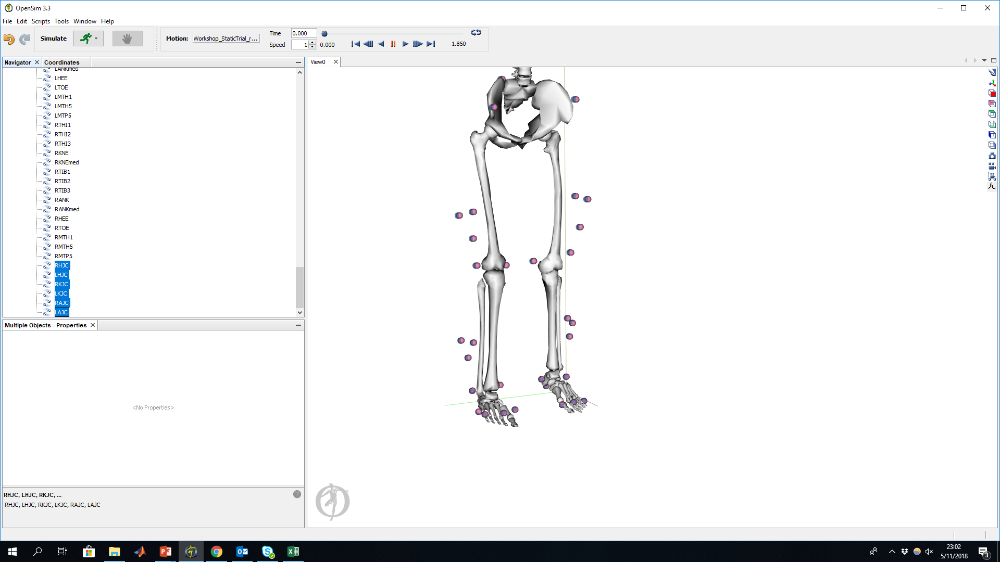 OpenSim 3.3
File Edit Scripts Tools Window Help
Simulate
Motion: Workshop_StaticTrial_r...
Time 0.000
Speed 1 0.000
1.850
Navigator
Coordinates
View0
LANKmed
LHEE
LTOE
LMTH1
LMTH5
LMTP5
RTHI1
RTHI2
RTHI3
RKNE
RKNEmed
RTIB1
RTIB2
RTIB3
RANK
RANKmed
RHEE
RTOE
RMTH1
RMTH5
RMTP5
RHJC
LHJC
RKJC
LKJC
RAJC
LAJC
Multiple Objects - Properties
<No Properties>
RHJC, LHJC, RKJC, ...
RHJC, LHJC, RKJC, LKJC, RAJC, LAJC
23:02
5/11/2018
3